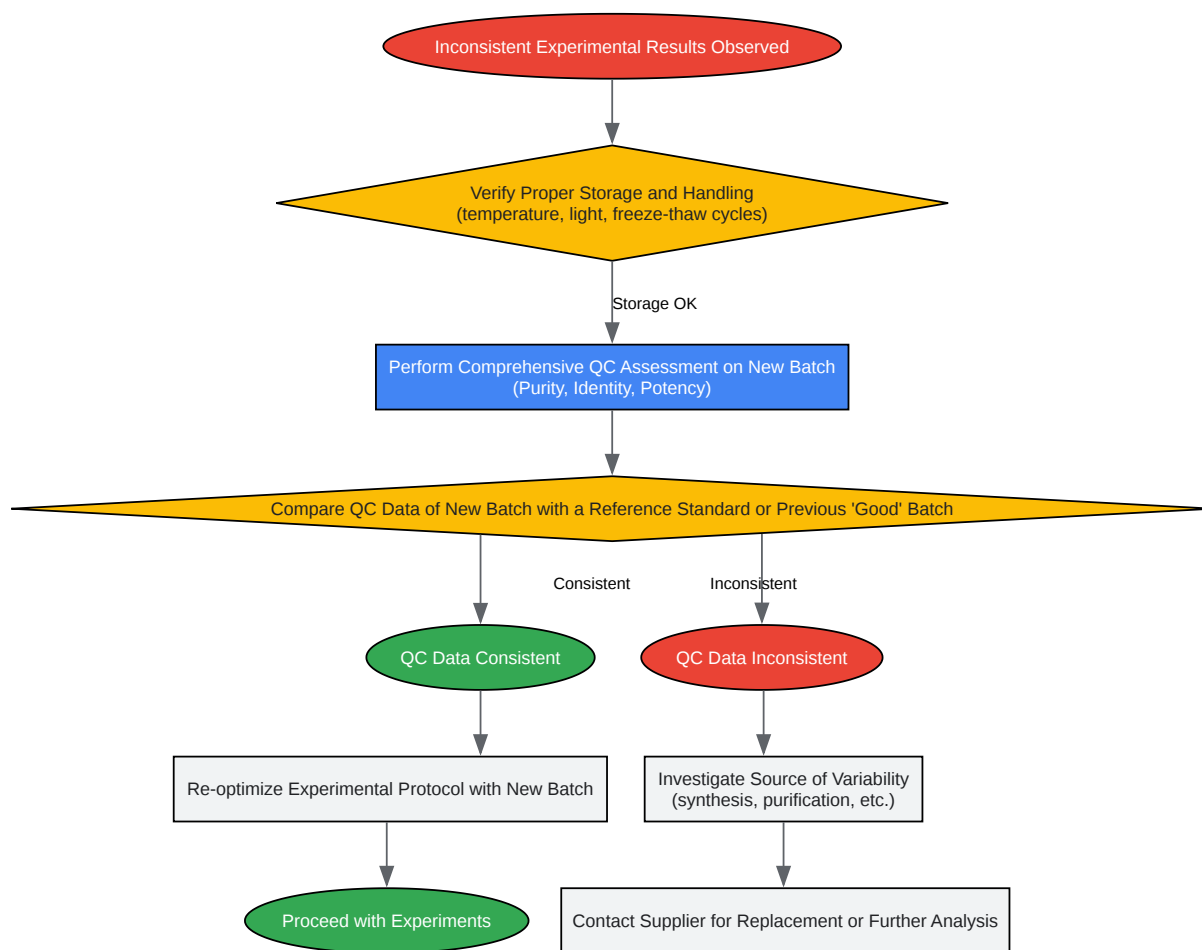 Inconsistent Experimental Results Observed
Verify Proper Storage and Handling
(temperature, light, freeze-thaw cycles)
Storage OK
Perform Comprehensive QC Assessment on New Batch
(Purity, Identity, Potency)
Compare QC Data of New Batch with a Reference Standard or Previous 'Good' Batch
Consistent
Inconsistent
QC Data Consistent
QC Data Inconsistent
Re-optimize Experimental Protocol with New Batch
Investigate Source of Variability
(synthesis, purification, etc.)
Proceed with Experiments
Contact Supplier for Replacement or Further Analysis